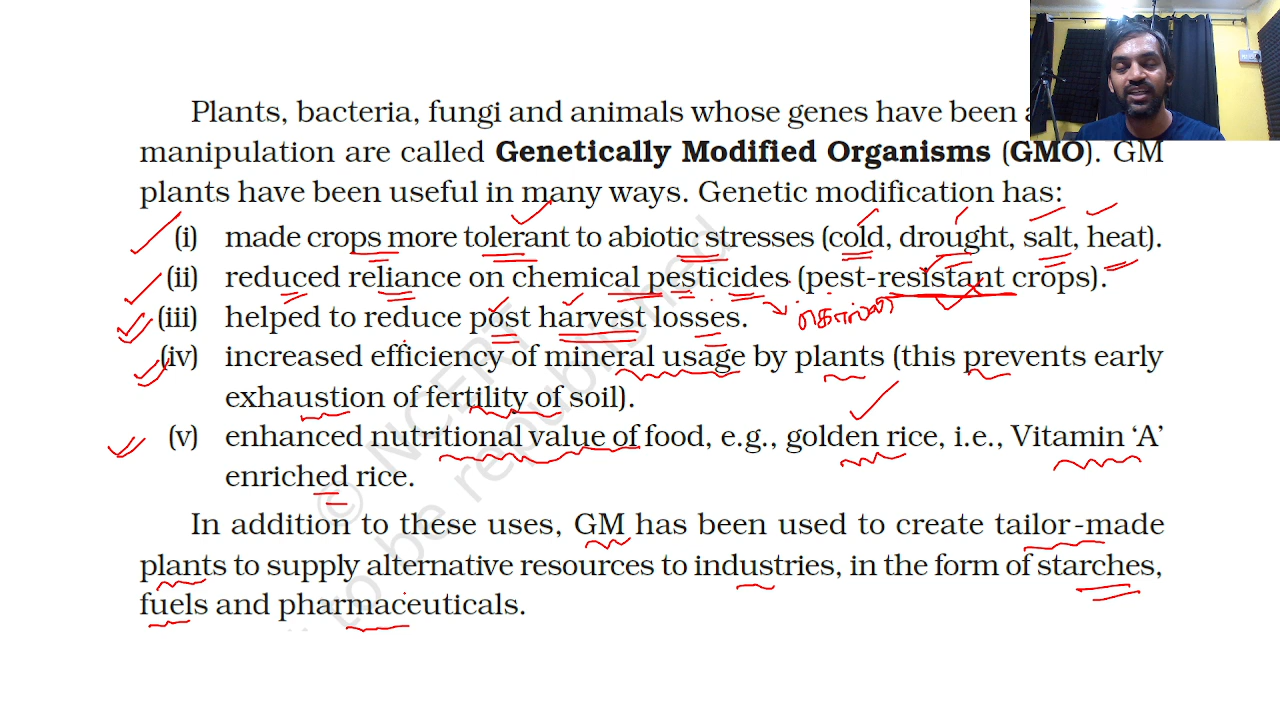 Plants, bacteria, fungi and animals whose genes have been
manipulation are called Genetically Modified Organisms (GMO). GM
plants have been useful in many ways. Genetic modification has:
(i) made crops more tolerant to abiotic stresses (cold, drought, salt, heat).
(ii) reduced reliance on chemical pesticides (pest-resistant crops).
(iii) helped to reduce post harvest losses.
(iv) increased efficiency of mineral usage by plants (this prevents early
exhaustion of fertility of soil).
(v) enhanced nutritional value of food, e.g., golden rice, i.e., Vitamin ‘A’
enriched rice.
In addition to these uses, GM has been used to create tailor-made
plants to supply alternative resources to industries, in the form of starches,
fuels and pharmaceuticals.
© NCERT
to be republished